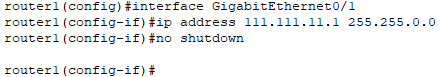 router1(config)#interface GigabitEthernet0/1
router1(config-if)#ip address 111.111.11.1 255.255.0.0
router1(config-if)#no shutdown
router1(config-if)#